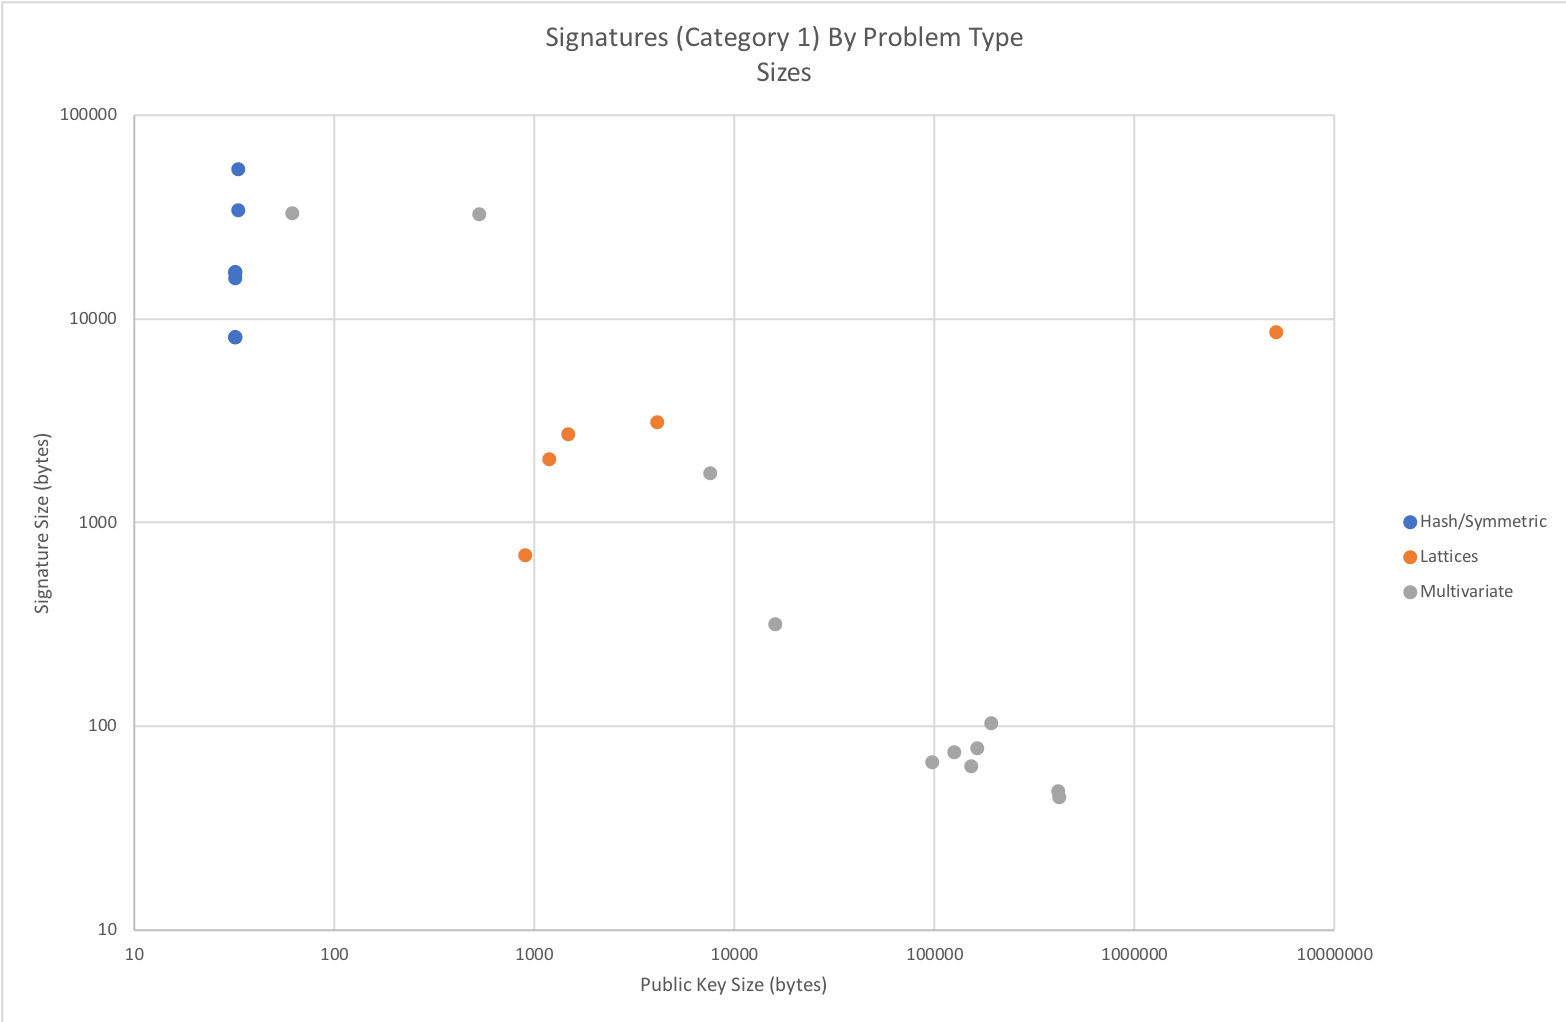 Signatures (Category 1) By Problem Type
Sizes
100000
10000
1000
100
10
Signature Size (bytes)
10
100
1000
10000
100000
1000000
10000000
Public Key Size (bytes)
Hash/Symmetric
Lattices
Multivariate